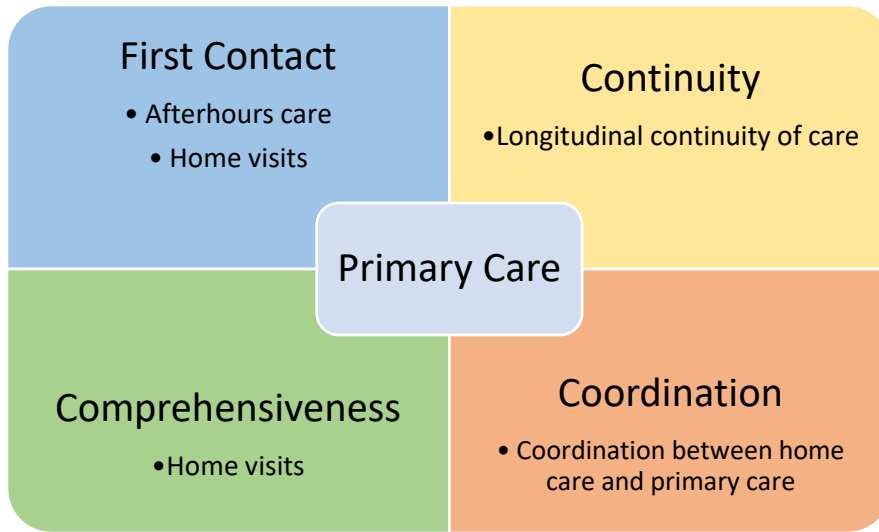 First Contact
• Afterhours care
• Home visits
Continuity
•Longitudinal continuity of care
Primary Care
Comprehensiveness
•Home visits
Coordination
• Coordination between home
care and primary care